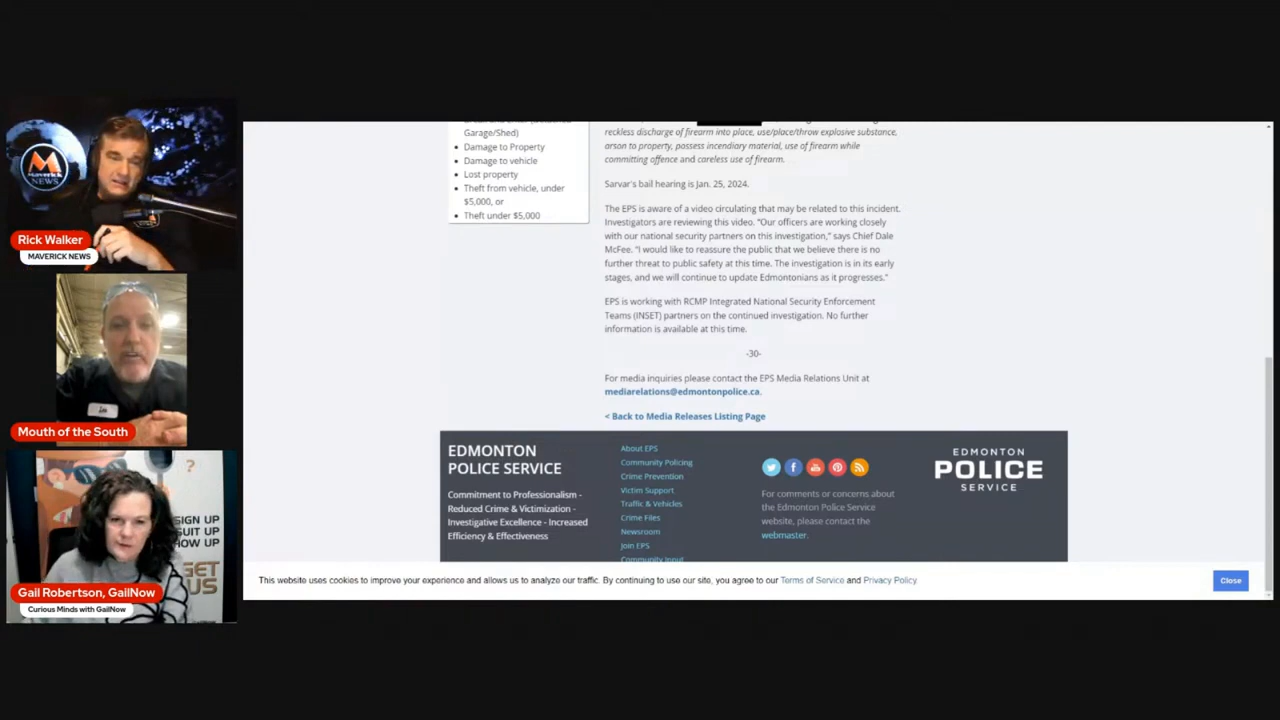 MAVERICK
NEWS
Rick Walker
MAVERICK NEWS
Mouth of the South
?
SIGN UP
SUIT UP
SHOW UP
GET
US
Gail Robertson, GailNow
Curious Minds with GailNow
Garage/Shed)
• Damage to Property
• Damage to vehicle
• Lost property
• Theft from vehicle, under
$5,000, or
• Theft under $5,000
reckless discharge of firearm into place, use/place/throw explosive substance,
arson to property, possess incendiary material, use of firearm while
committing offence and careless use of firearm.
Sarvar's bail hearing is Jan. 25, 2024.
The EPS is aware of a video circulating that may be related to this incident.
Investigators are reviewing this video. "Our officers are working closely
with our national security partners on this investigation," says Chief Dale
McFee. "I would like to reassure the public that we believe there is no
further threat to public safety at this time. The investigation is in its early
stages, and we will continue to update Edmontonians as it progresses."
EPS is working with RCMP Integrated National Security Enforcement
Teams (INSET) partners on the continued investigation. No further
information is available at this time.
-30-
For media inquiries please contact the EPS Media Relations Unit at
mediarelations@edmontonpolice.ca.
< Back to Media Releases Listing Page
EDMONTON
POLICE SERVICE
Commitment to Professionalism -
Reduced Crime & Victimization -
Investigative Excellence - Increased
Efficiency & Effectiveness
About EPS
Community Policing
Crime Prevention
Victim Support
Traffic & Vehicles
Crime Files
Newsroom
Join EPS
Community Input
For comments or concerns about
the Edmonton Police Service
website, please contact the
webmaster.
EDMONTON
POLICE
SERVICE
This website uses cookies to improve your experience and allows us to analyze our traffic. By continuing to use our site, you agree to our Terms of Service and Privacy Policy
Close